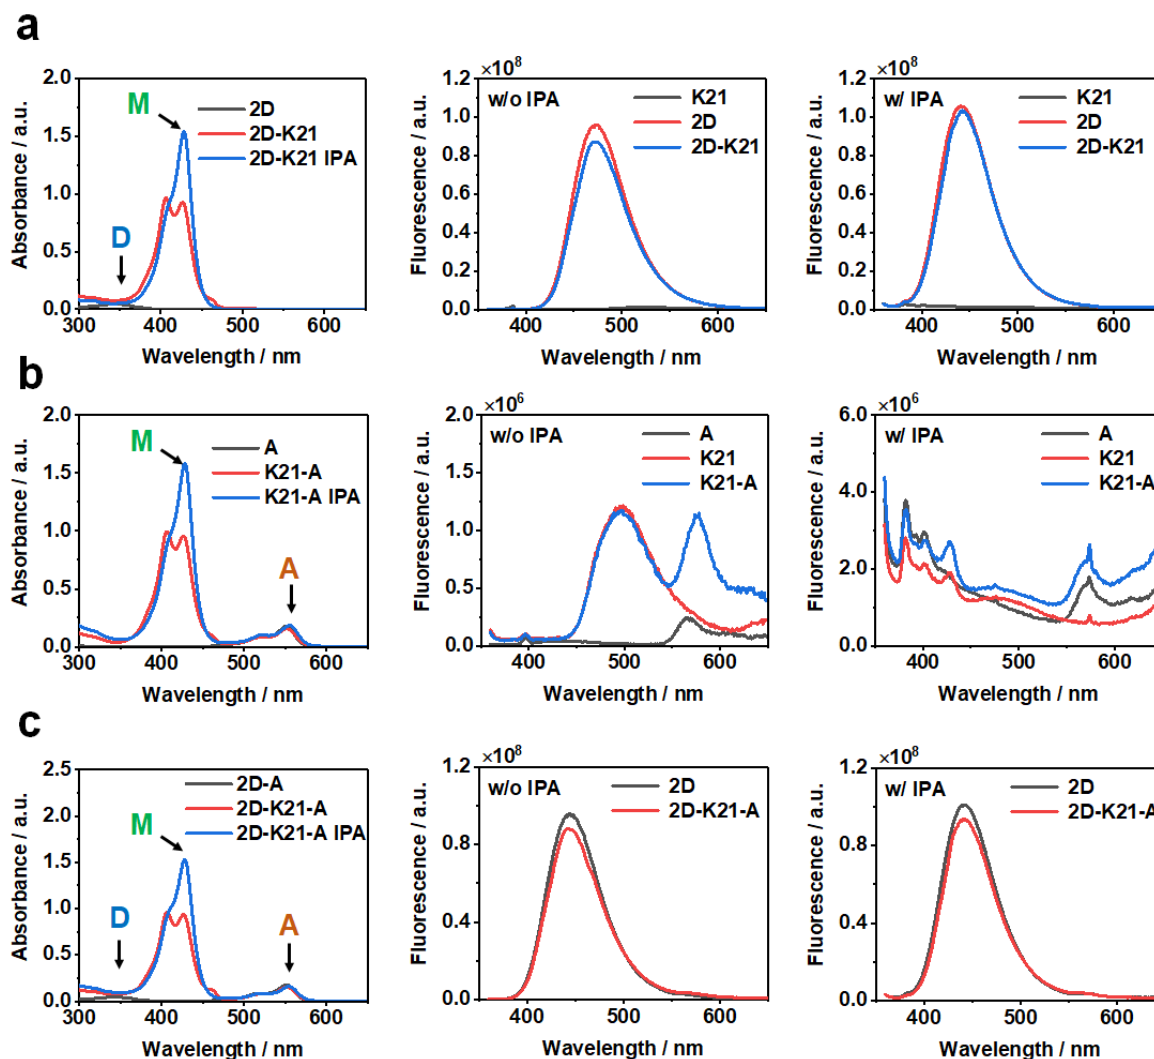 a
2.0
1.5
1.0
0.5
0.0
300 400 500 600
Absorbance / a.u.
Wavelength / nm
M
D
2D
2D-K21
2D-K21 IPA
×10⁸
1.2
1.0
0.8
0.6
0.4
0.2
0.0
400 500 600
Fluorescence / a.u.
Wavelength / nm
w/o IPA
K21
2D
2D-K21
×10⁸
1.2
1.0
0.8
0.6
0.4
0.2
0.0
400 500 600
Fluorescence / a.u.
Wavelength / nm
w/ IPA
K21
2D
2D-K21
b
2.0
1.5
1.0
0.5
0.0
300 400 500 600
Absorbance / a.u.
Wavelength / nm
M
A
A
K21-A
K21-A IPA
×10⁶
2.0
1.5
1.0
0.5
0.0
400 500 600
Fluorescence / a.u.
Wavelength / nm
w/o IPA
A
K21
K21-A
×10⁶
6.0
4.0
2.0
0.0
400 500 600
Fluorescence / a.u.
Wavelength / nm
w/ IPA
A
K21
K21-A
c
2.5
2.0
1.5
1.0
0.5
0.0
300 400 500 600
Absorbance / a.u.
Wavelength / nm
M
D
A
2D-A
2D-K21-A
2D-K21-A IPA
×10⁸
1.2
0.8
0.4
0.0
400 500 600
Fluorescence / a.u.
Wavelength / nm
w/o IPA
2D
2D-K21-A
×10⁸
1.2
0.8
0.4
0.0
400 500 600
Fluorescence / a.u.
Wavelength / nm
w/ IPA
2D
2D-K21-A